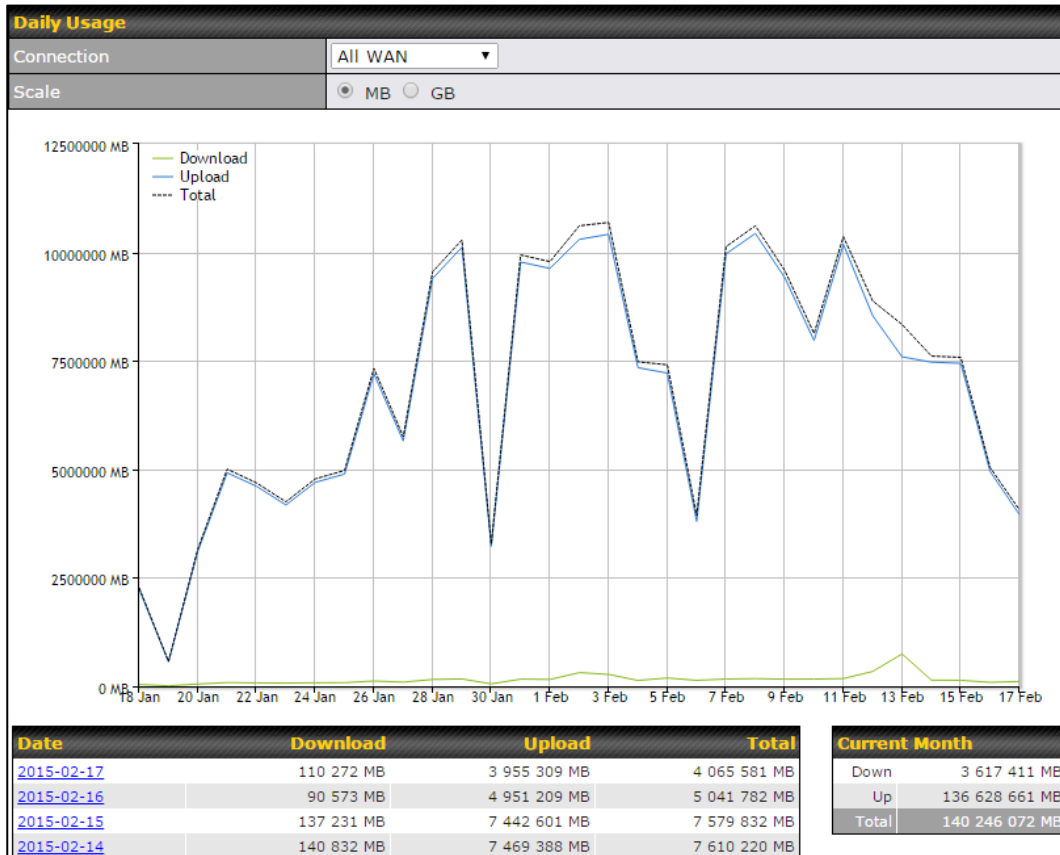 Daily Usage
Connection All WAN
Scale MB GB
Download
Upload
Total
12500000 MB
10000000 MB
7500000 MB
5000000 MB
2500000 MB
0 MB
18 Jan 20 Jan 22 Jan 24 Jan 26 Jan 28 Jan 30 Jan 1 Feb 3 Feb 5 Feb 7 Feb 9 Feb 11 Feb 13 Feb 15 Feb 17 Feb
Date Download Upload Total
2015-02-17 110 272 MB 3 955 309 MB 4 065 581 MB
2015-02-16 90 573 MB 4 951 209 MB 5 041 782 MB
2015-02-15 137 231 MB 7 442 601 MB 7 579 832 MB
2015-02-14 140 832 MB 7 469 388 MB 7 610 220 MB
Current Month
Down 3 617 411 MB
Up 136 628 661 MB
Total 140 246 072 MB